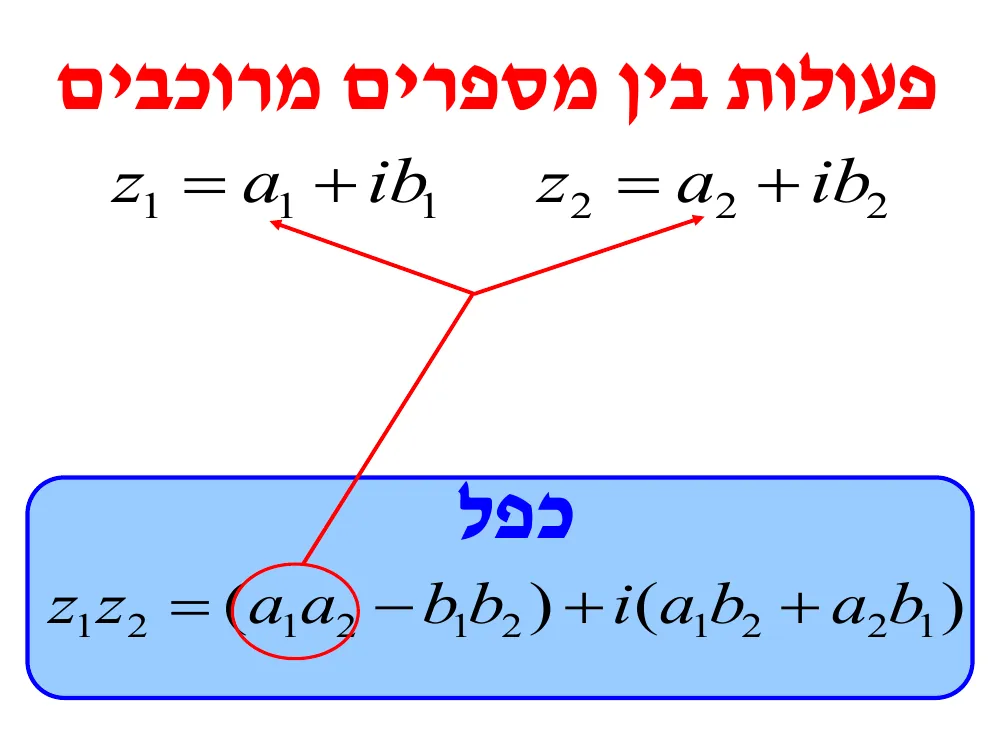 פעולות בין מספרים מרוכבים
z₁ = a₁ + ib₁ z₂ = a₂ + ib₂
כפל
z₁z₂ = (a₁a₂ − b₁b₂) + i(a₁b₂ + a₂b₁)